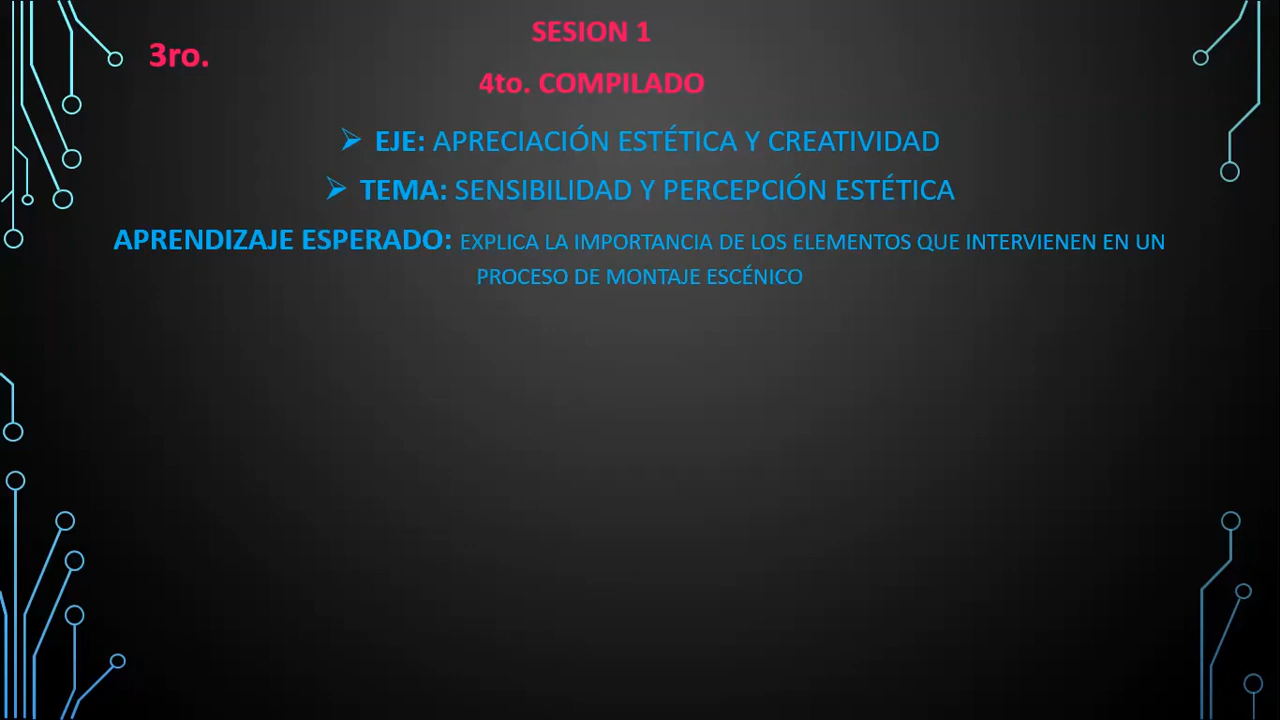 SESION 1
3ro.
4to. COMPILADO
EJE: APRECIACIÓN ESTÉTICA Y CREATIVIDAD
TEMA: SENSIBILIDAD Y PERCEPCIÓN ESTÉTICA
APRENDIZAJE ESPERADO: EXPLICA LA IMPORTANCIA DE LOS ELEMENTOS QUE INTERVIENEN EN UN
PROCESO DE MONTAJE ESCÉNICO